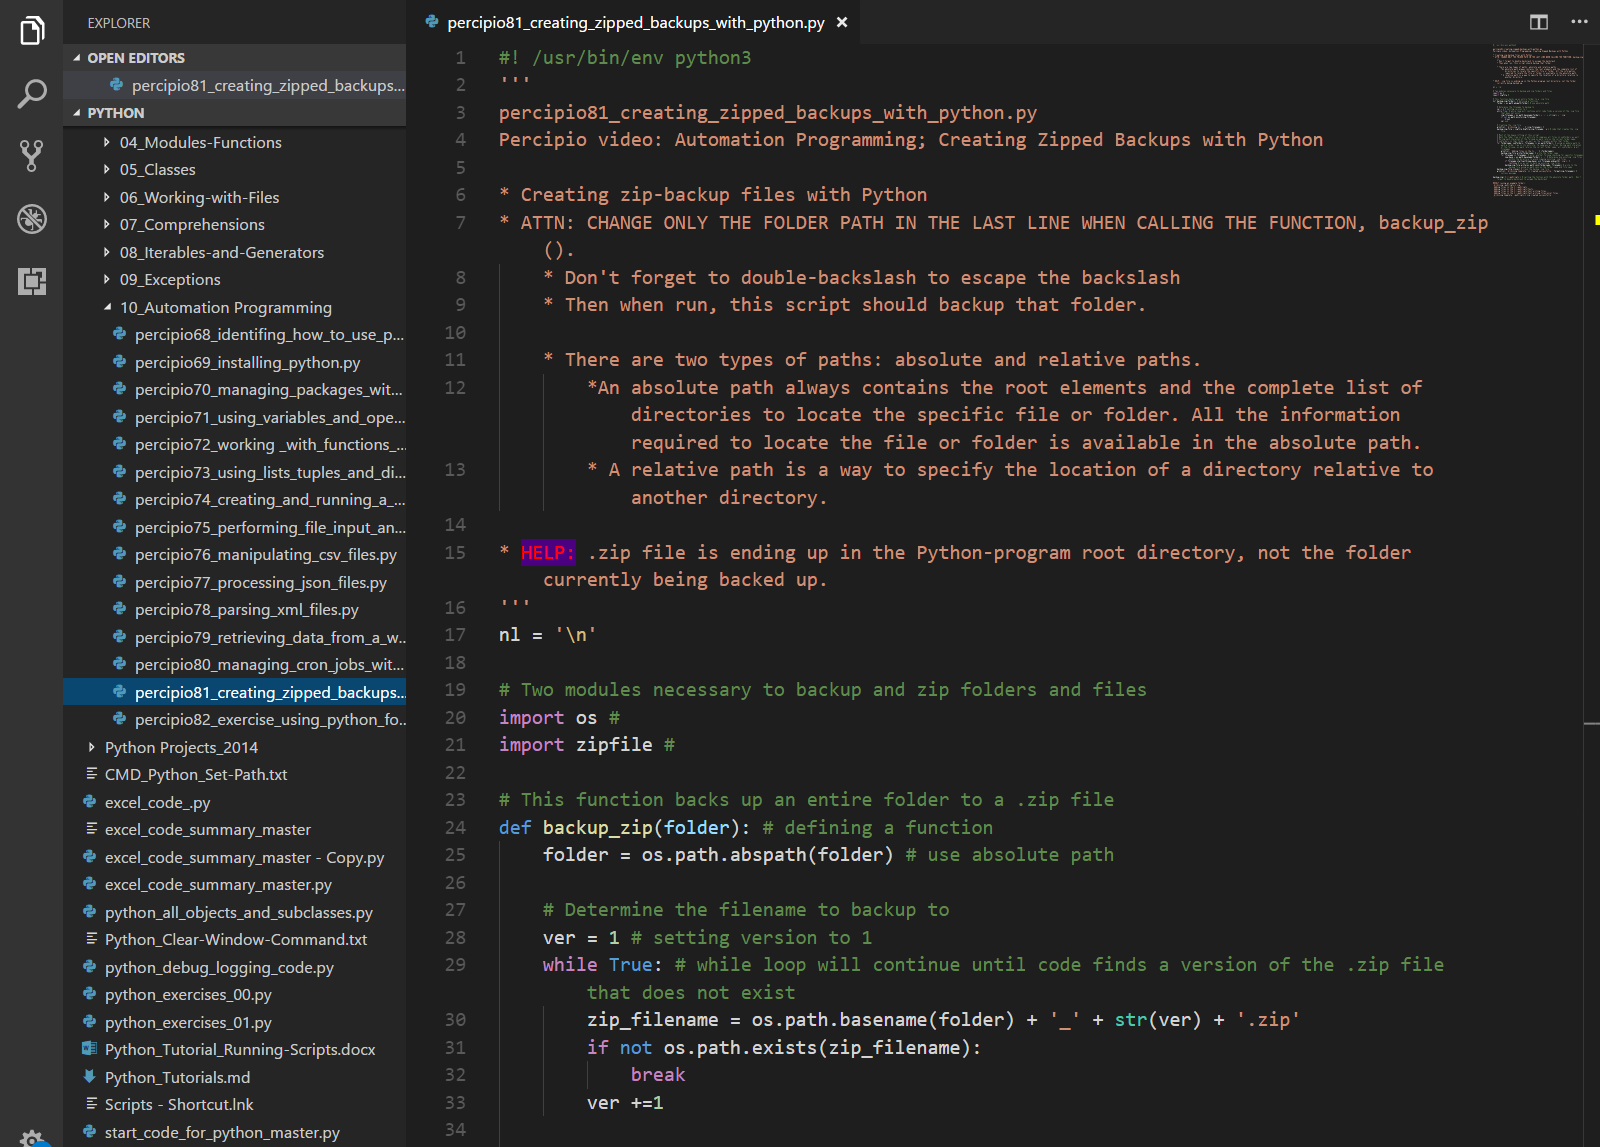 EXPLORER
OPEN EDITORS
percipio81_creating_zipped_backups...
PYTHON
04_Modules-Functions
05_Classes
06_Working-with-Files
07_Comprehensions
08_Iterables-and-Generators
09_Exceptions
10_Automation Programming
percipio68_identifing_how_to_use_p...
percipio69_installing_python.py
percipio70_managing_packages_wit...
percipio71_using_variables_and_ope...
percipio72_working _with_functions_...
percipio73_using_lists_tuples_and_di...
percipio74_creating_and_running_a_...
percipio75_performing_file_input_an...
percipio76_manipulating_csv_files.py
percipio77_processing_json_files.py
percipio78_parsing_xml_files.py
percipio79_retrieving_data_from_a_w...
percipio80_managing_cron_jobs_wit...
percipio81_creating_zipped_backups...
percipio82_exercise_using_python_fo...
Python Projects_2014
CMD_Python_Set-Path.txt
excel_code_.py
excel_code_summary_master
excel_code_summary_master - Copy.py
excel_code_summary_master.py
python_all_objects_and_subclasses.py
Python_Clear-Window-Command.txt
python_debug_logging_code.py
python_exercises_00.py
python_exercises_01.py
Python_Tutorial_Running-Scripts.docx
Python_Tutorials.md
Scripts - Shortcut.lnk
start_code_for_python_master.py
percipio81_creating_zipped_backups_with_python.py ×
1 #! /usr/bin/env python3
2 '''
3 percipio81_creating_zipped_backups_with_python.py
4 Percipio video: Automation Programming; Creating Zipped Backups with Python
5
6 * Creating zip-backup files with Python
7 * ATTN: CHANGE ONLY THE FOLDER PATH IN THE LAST LINE WHEN CALLING THE FUNCTION, backup_zip
().
8 * Don't forget to double-backslash to escape the backslash
9 * Then when run, this script should backup that folder.
10
11 * There are two types of paths: absolute and relative paths.
12 *An absolute path always contains the root elements and the complete list of
directories to locate the specific file or folder. All the information
required to locate the file or folder is available in the absolute path.
13 * A relative path is a way to specify the location of a directory relative to
another directory.
14
15 * HELP: .zip file is ending up in the Python-program root directory, not the folder
currently being backed up.
16 '''
17 nl = '\n'
18
19 # Two modules necessary to backup and zip folders and files
20 import os #
21 import zipfile #
22
23 # This function backs up an entire folder to a .zip file
24 def backup_zip(folder): # defining a function
25 folder = os.path.abspath(folder) # use absolute path
26
27 # Determine the filename to backup to
28 ver = 1 # setting version to 1
29 while True: # while loop will continue until code finds a version of the .zip file
that does not exist
30 zip_filename = os.path.basename(folder) + '_' + str(ver) + '.zip'
31 if not os.path.exists(zip_filename):
32 break
33 ver +=1
34